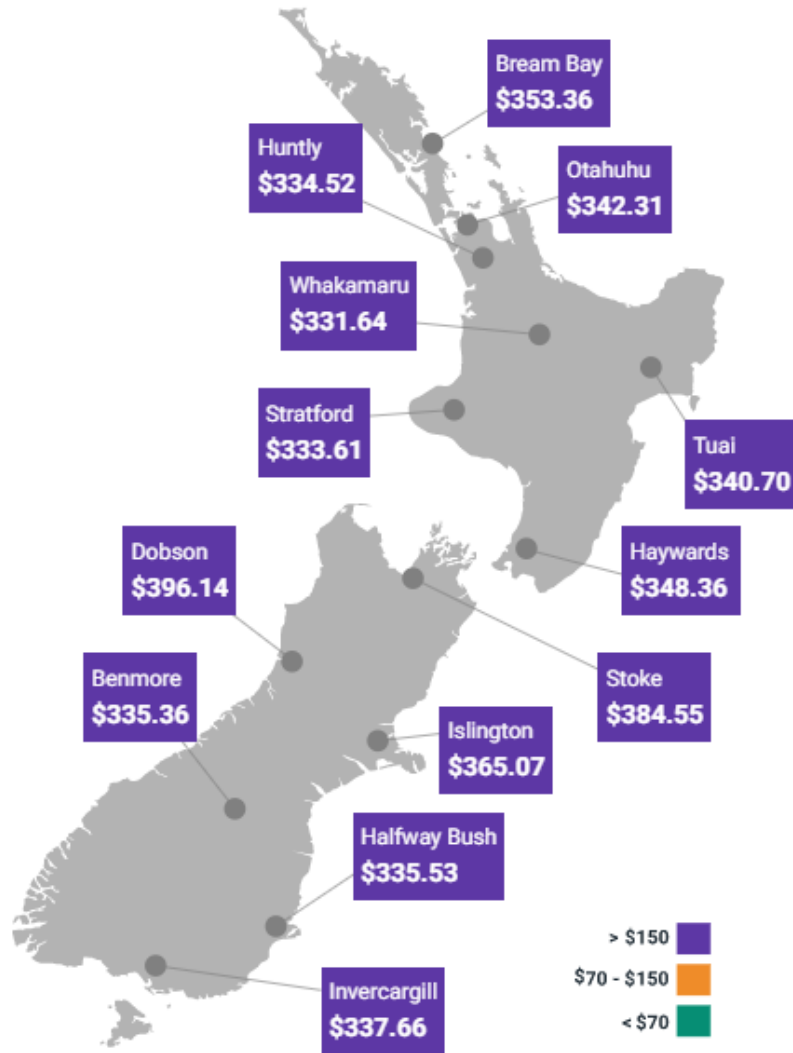 Bream Bay
$353.36
Huntly
$334.52
Otahuhu
$342.31
Whakamaru
$331.64
Stratford
$333.61
Tuai
$340.70
Dobson
$396.14
Haywards
$348.36
Benmore
$335.36
Stoke
$384.55
Islington
$365.07
Halfway Bush
$335.53
Invercargill
$337.66
> $150
$70 - $150
< $70